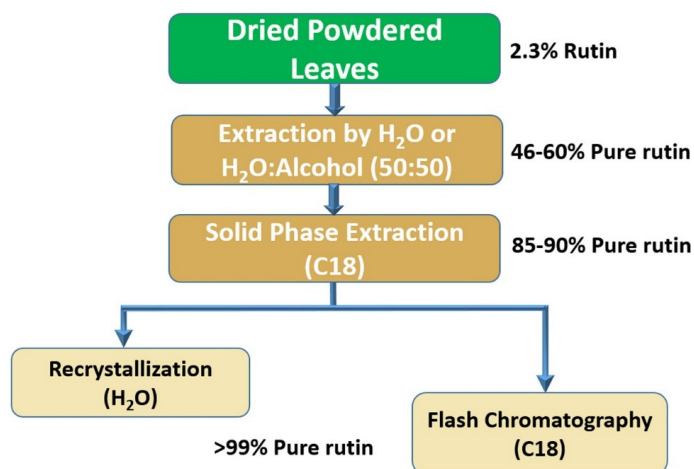 Dried Powdered
Leaves
2.3% Rutin
Extraction by H₂O or
H₂O:Alcohol (50:50)
46-60% Pure rutin
Solid Phase Extraction
(C18)
85-90% Pure rutin
Recrystallization
(H₂O)
Flash Chromatography
(C18)
>99% Pure rutin